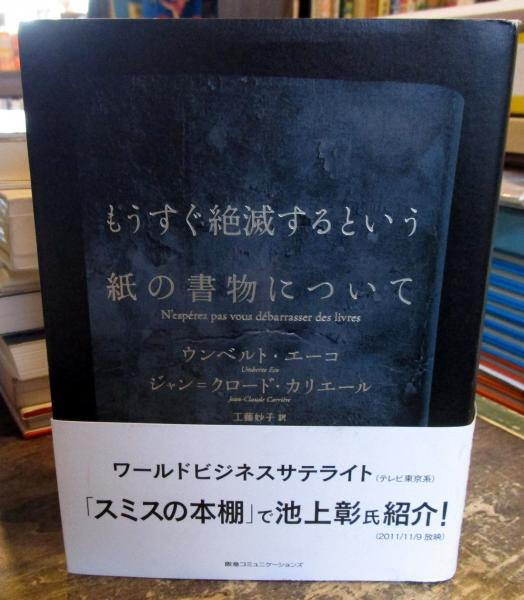 もうすぐ絶滅するという
紙の書物について
N'espérez pas vous débarrasser des livres
ウンベルト・エーコ
Umberto Eco
ジャン=クロード・カリエール
Jean-Claude Carrière
工藤妙子 訳
ワールドビジネスサテライト(テレビ東京系)
「スミスの本棚」で池上彰氏紹介!
(2011/11/9 放映)
阪急コミュニケーションズ